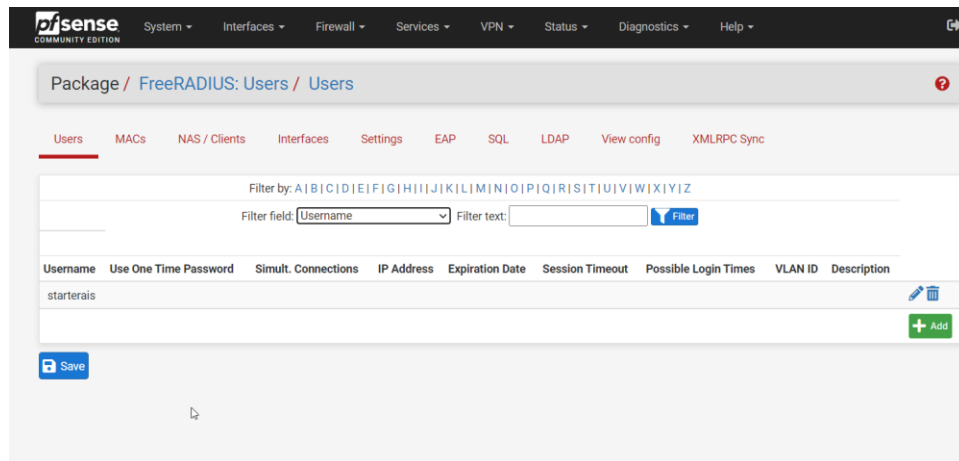 pfsense System Interfaces Firewall Services VPN Status Diagnostics Help
COMMUNITY EDITION
Package / FreeRADIUS: Users / Users
Users MACs NAS / Clients Interfaces Settings EAP SQL LDAP View config XMLRPC Sync
Filter by: A | B | C | D | E | F | G | H | I | J | K | L | M | N | O | P | Q | R | S | T | U | V | W | X | Y | Z
Filter field: Username Filter text: Filter
Username Use One Time Password Simult. Connections IP Address Expiration Date Session Timeout Possible Login Times VLAN ID Description
starterais
Add
Save